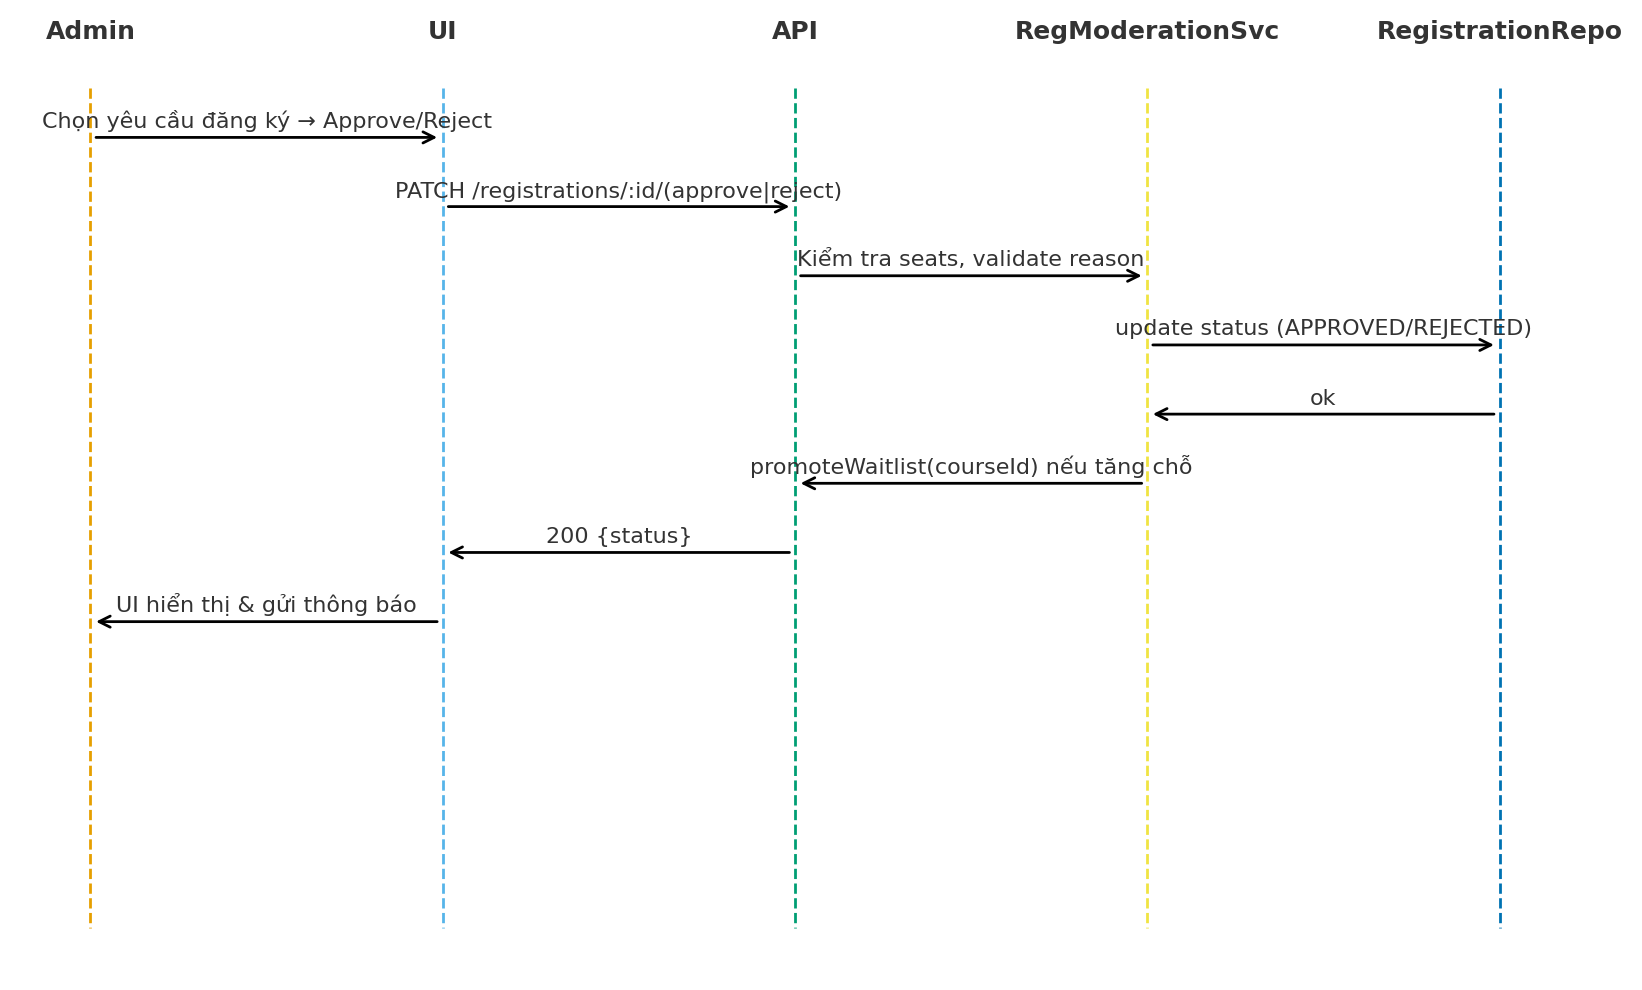 Admin UI API RegModerationSvc RegistrationRepo
Chọn yêu cầu đăng ký → Approve/Reject
PATCH /registrations/:id/(approve|reject)
Kiểm tra seats, validate reason
update status (APPROVED/REJECTED)
ok
promoteWaitlist(courseId) nếu tăng chỗ
200 {status}
UI hiển thị & gửi thông báo